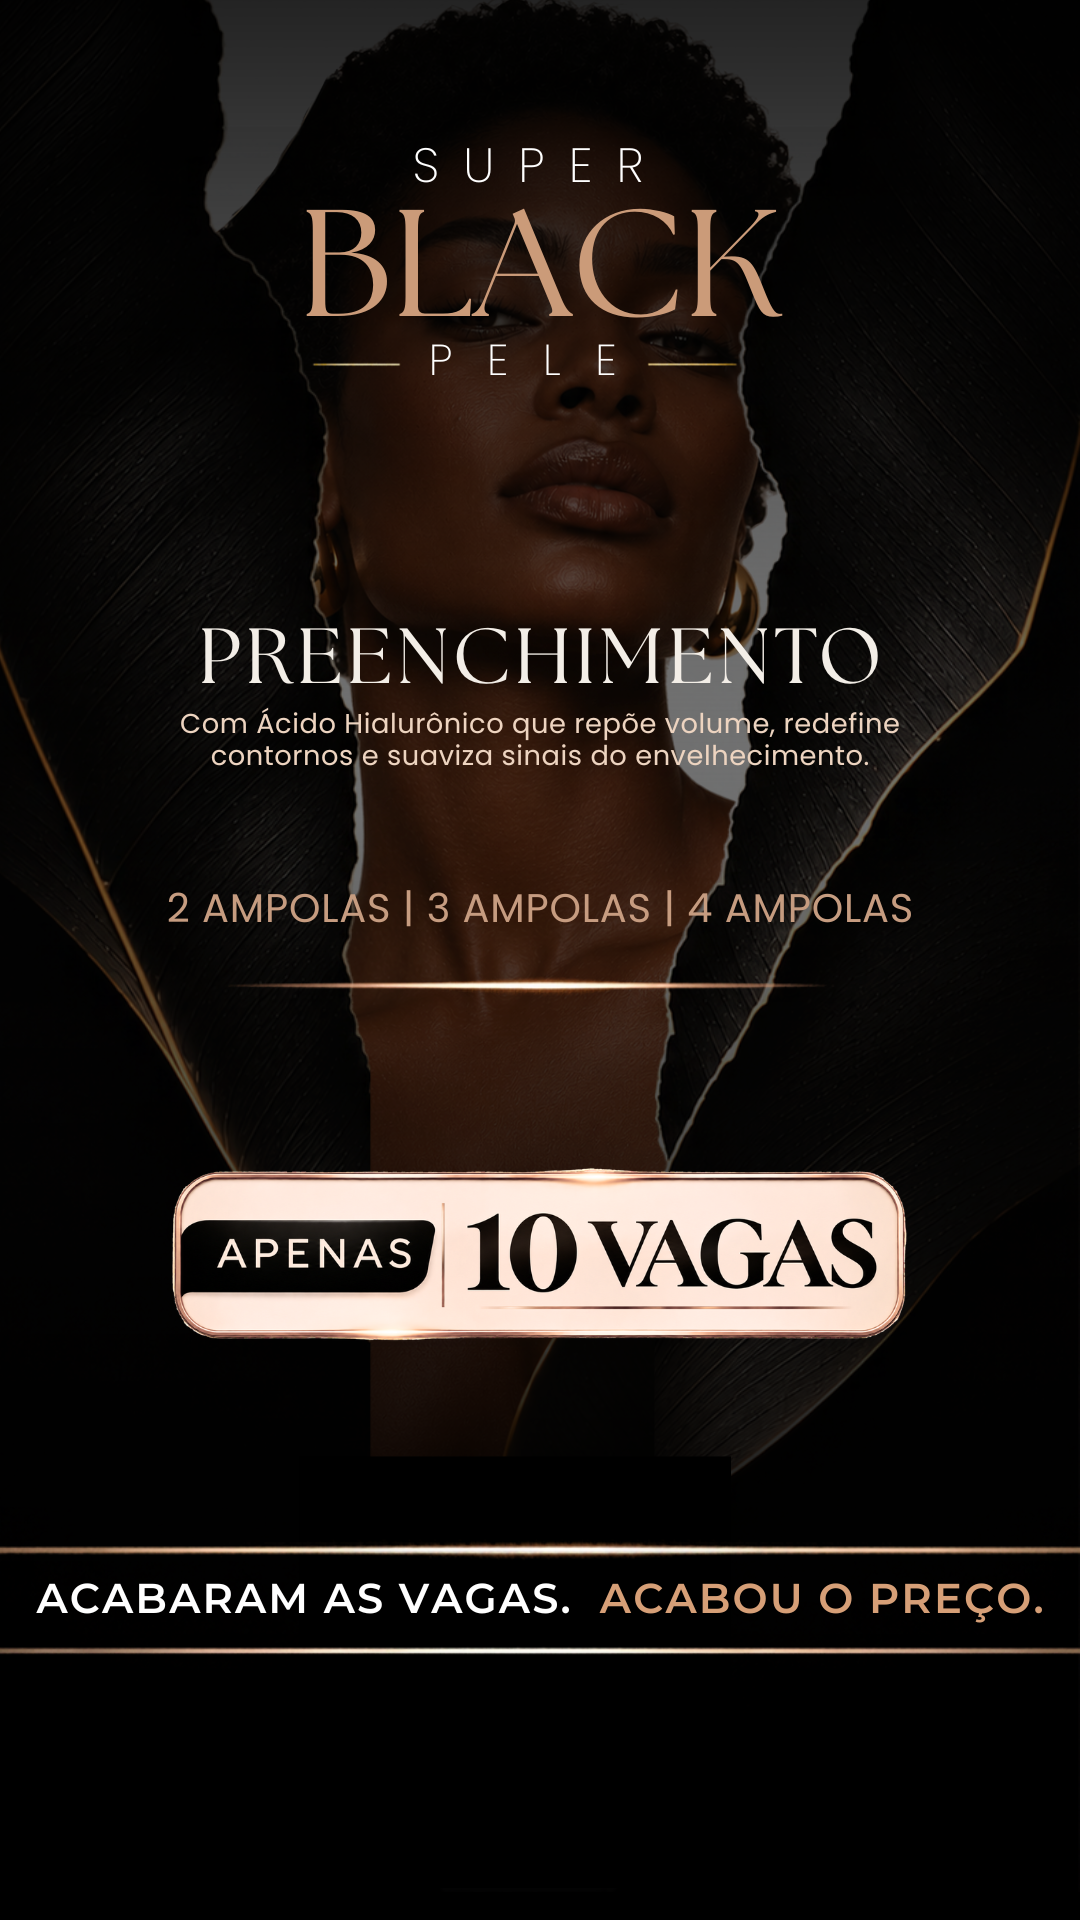 SUPER
BLACK
PELE
PREENCHIMENTO
Com Ácido Hialurônico que repõe volume, redefine
contornos e suaviza sinais do envelhecimento.
2 AMPOLAS | 3 AMPOLAS | 4 AMPOLAS
APENAS 10 VAGAS
ACABARAM AS VAGAS. ACABOU O PREÇO.